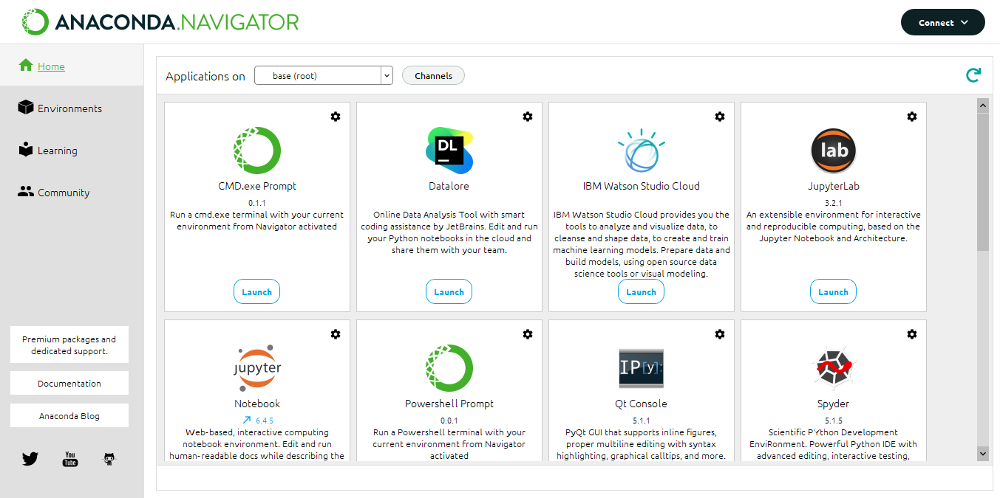 ANACONDA.NAVIGATOR
Connect
Home
Environments
Learning
Community
Premium packages and
dedicated support.
Documentation
Anaconda Blog
You
Tube
Applications on
base (root)
Channels
CMD.exe Prompt
0.1.1
Run a cmd.exe terminal with your current
environment from Navigator activated
Launch
DL
Datalore
Online Data Analysis Tool with smart
coding assistance by JetBrains. Edit and run
your Python notebooks in the cloud and
share them with your team.
Launch
IBM Watson Studio Cloud
IBM Watson Studio Cloud provides you the
tools to analyze and visualize data, to
cleanse and shape data, to create and train
machine learning models. Prepare data and
build models, using open source data
science tools or visual modeling.
Launch
lab
JupyterLab
3.2.1
An extensible environment for interactive
and reproducible computing, based on the
Jupyter Notebook and Architecture.
Launch
jupyter
Notebook
6.4.5
Web-based, interactive computing
notebook environment. Edit and run
human-readable docs while describing the
Powershell Prompt
0.0.1
Run a Powershell terminal with your
current environment from Navigator
activated
IP[y]:
Qt Console
5.1.1
PyQt GUI that supports inline figures,
proper multiline editing with syntax
highlighting, graphical calltips, and more.
Spyder
5.1.5
Scientific PYthon Development
EnviRonment. Powerful Python IDE with
advanced editing, interactive testing,